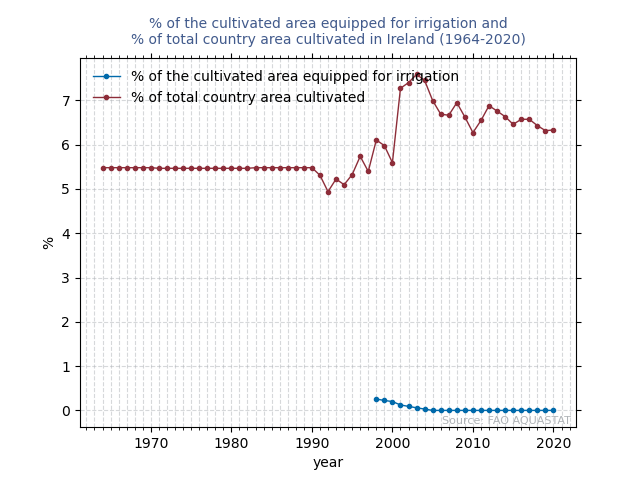 % of the cultivated area equipped for irrigation and
% of total country area cultivated in Ireland (1964-2020)
% of the cultivated area equipped for irrigation
% of total country area cultivated
%
7
6
5
4
3
2
1
0
Source: FAO AQUASTAT
1970 1980 1990 2000 2010 2020
year